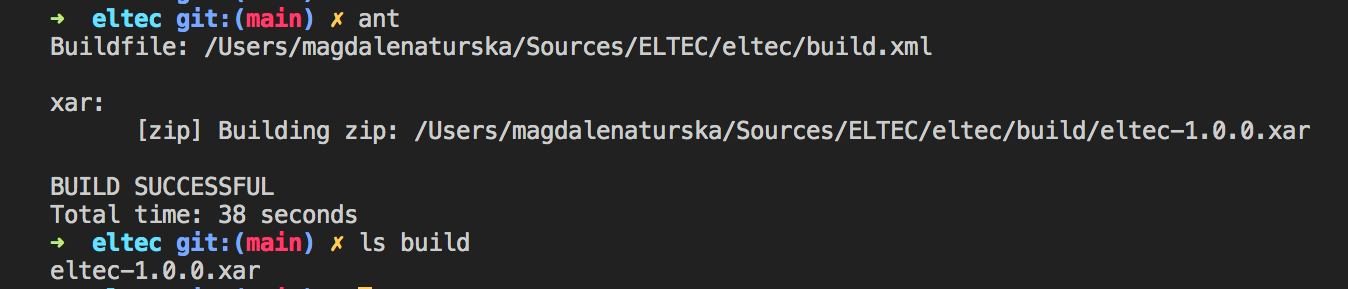 ➜  eltec git:(main) ✗ ant
Buildfile: /Users/magdalenaturska/Sources/ELTEC/eltec/build.xml
xar:
[zip] Building zip: /Users/magdalenaturska/Sources/ELTEC/eltec/build/eltec-1.0.0.xar
BUILD SUCCESSFUL
Total time: 38 seconds
➜  eltec git:(main) ✗ ls build
eltec-1.0.0.xar